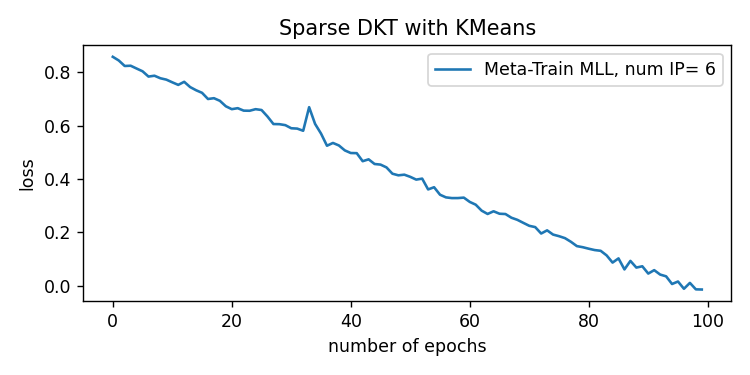 Sparse DKT with KMeans
Meta-Train MLL, num IP= 6
loss
0.8
0.6
0.4
0.2
0.0
0 20 40 60 80 100
number of epochs